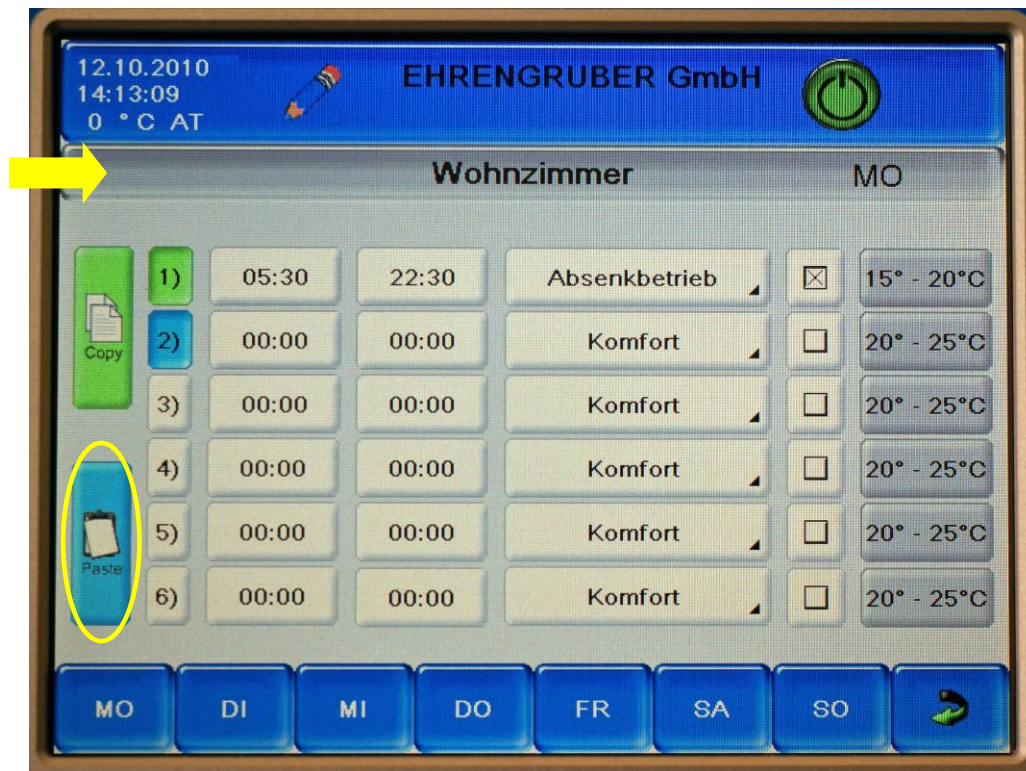 12.10.2010
14:13:09
0 °C AT
EHRENGRUBER GmbH
Wohnzimmer MO
Copy
1) 05:30 22:30 Absenkbetrieb 15° - 20°C
2) 00:00 00:00 Komfort 20° - 25°C
3) 00:00 00:00 Komfort 20° - 25°C
4) 00:00 00:00 Komfort 20° - 25°C
Paste
5) 00:00 00:00 Komfort 20° - 25°C
6) 00:00 00:00 Komfort 20° - 25°C
MO DI MI DO FR SA SO